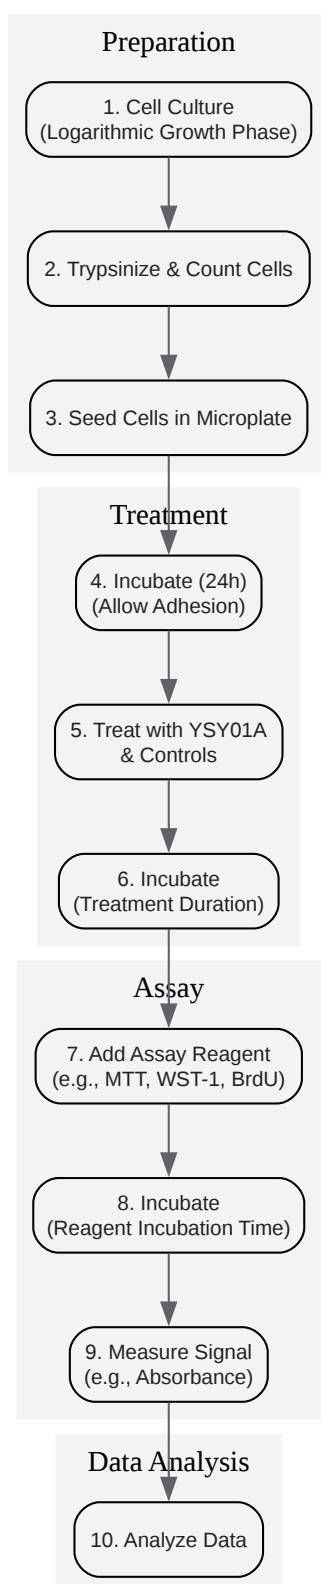 Preparation
1. Cell Culture
(Logarithmic Growth Phase)
2. Trypsinize & Count Cells
3. Seed Cells in Microplate
Treatment
4. Incubate (24h)
(Allow Adhesion)
5. Treat with YSY01A
& Controls
6. Incubate
(Treatment Duration)
Assay
7. Add Assay Reagent
(e.g., MTT, WST-1, BrdU)
8. Incubate
(Reagent Incubation Time)
9. Measure Signal
(e.g., Absorbance)
Data Analysis
10. Analyze Data